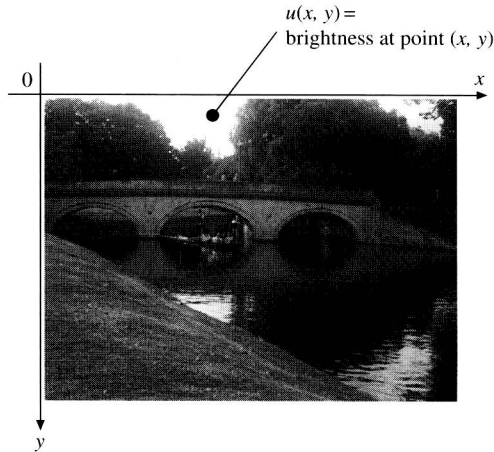 u(x, y) =
brightness at point (x, y)
0
x
y